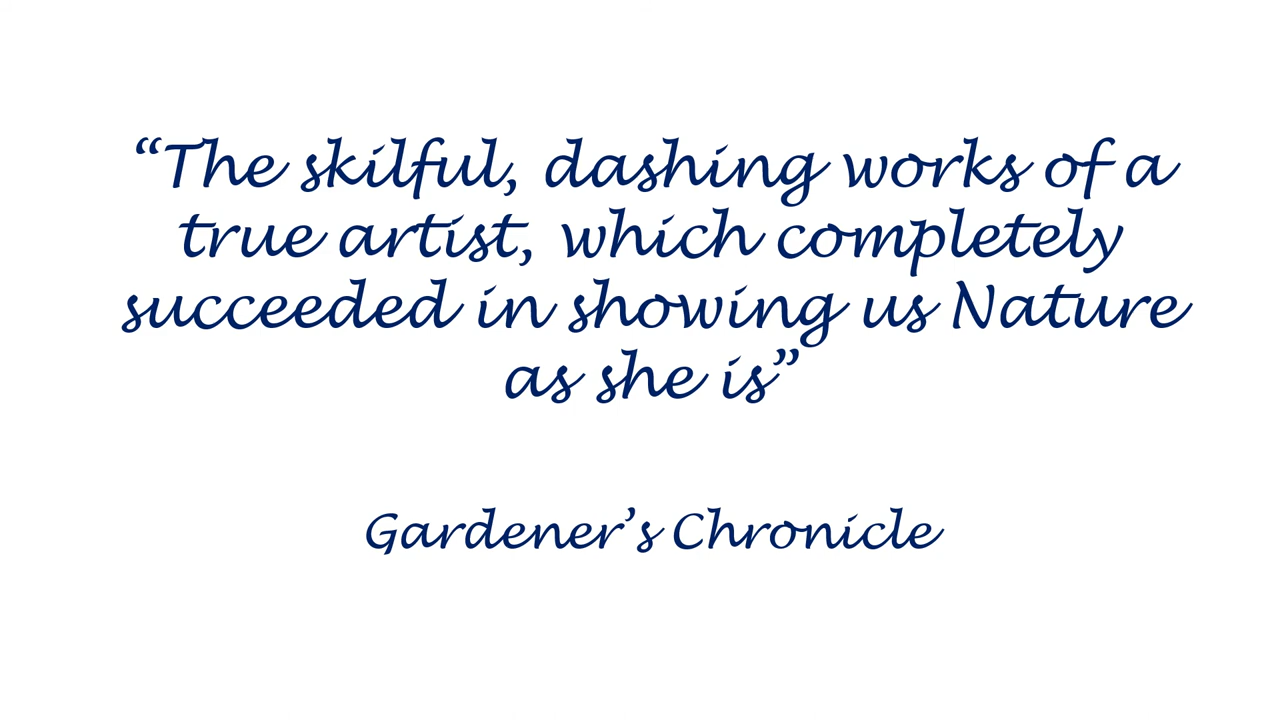 “The skilful, dashing works of a
true artist, which completely
succeeded in showing us Nature
as she is”
Gardener’s Chronicle